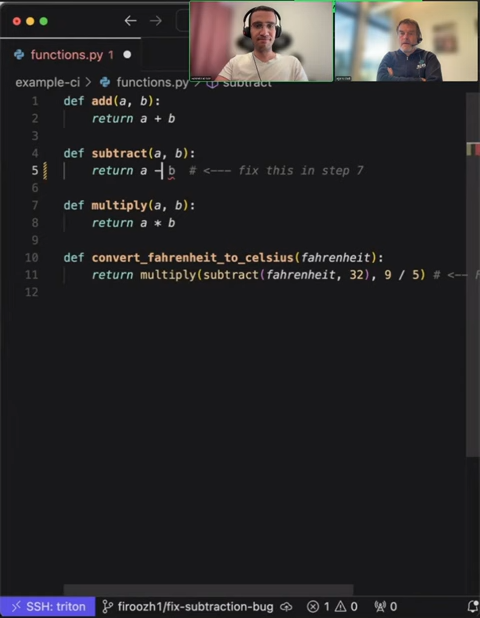 functions.py 1
example-ci > functions.py > subtract
1 def add(a, b):
2 return a + b
3
4 def subtract(a, b):
5 return a - b # <--- fix this in step 7
6
7 def multiply(a, b):
8 return a * b
9
10 def convert_fahrenheit_to_celsius(fahrenheit):
11 return multiply(subtract(fahrenheit, 32), 9 / 5) # <--
12
SSH: triton firoozh1/fix-subtraction-bug 1 0 0